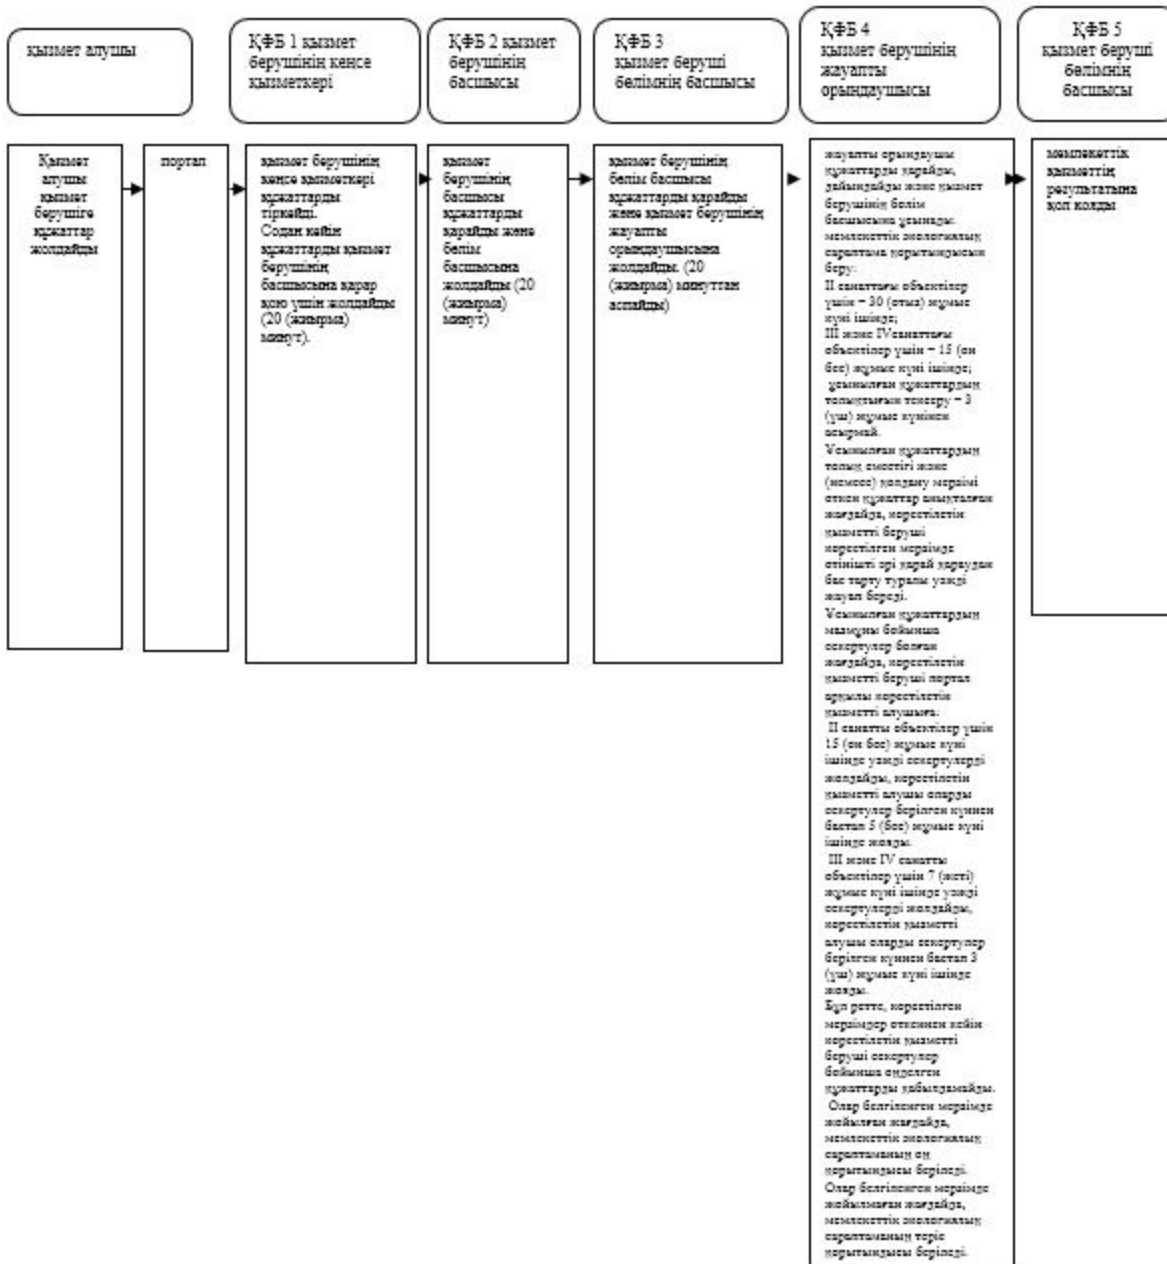 қызмет алушы
ҚФБ 1 қызмет
берушінің кеңсе
қызметкері
ҚФБ 2 қызмет
берушінің
басшысы
ҚФБ 3
қызмет беруші
бөлімнің басшысы
ҚФБ 4
қызмет берушінің
жауапты
орындаушысы
ҚФБ 5
қызмет беруші
бөлімнің
басшысы
Қызмет
алушы
қызмет
берушіге
құжаттар
жолдайды
портал
қызмет берушінің
кеңсе қызметкері
құжаттарды
тіркейді.
Содан кейін
құжаттарды қызмет
берушінің
басшысына қарар
қою үшін жолдайды
(20 (жиырма)
минут).
қызмет
берушінің
басшысы
құжаттарды
қарайды және
бөлім
басшысына
жолдайды (20
(жиырма)
минут)
қызмет берушінің
бөлім басшысы
құжаттарды қарайды
және қызмет берушінің
жауапты
орындаушысына
жолдайды. (20
(жиырма) минуттан
аспайды)
жауапты орындаушы
құжаттарды қарайды,
дайындайды және қызмет
берушінің бөлім
басшысына ұсынады:
мемлекеттік экологиялық
сараптама қорытындысын
беру:
II санаттағы объектілер
үшін – 30 (отыз) жұмыс
күні ішінде;
III және IVсанаттағы
объектілер үшін – 15 (он
бес) жұмыс күні ішінде;
ұсынылған құжаттардың
толықтығын тексеру – 3
(үш) жұмыс күнінен
асырмай.
Ұсынылған құжаттардың
толық еместігі және
(немесе) қолдану мерзімі
өткен құжаттар анықталған
жағдайда, көрсетілетін
қызметті беруші
көрсетілген мерзімде
өтінішті әрі қарай қараудан
бас тарту туралы уәжді
жауап береді.
Ұсынылған құжаттардың
мазмұны бойынша
ескертулер болған
жағдайда, көрсетілетін
қызметті беруші портал
арқылы көрсетілетін
қызметті алушыға:
II санатты объектілер үшін
15 (он бес) жұмыс күні
ішінде уәжді ескертулерді
жолдайды, көрсетілетін
қызметті алушы оларды
ескертулер берілген күннен
бастап 5 (бес) жұмыс күні
ішінде жояды.
III және IV санатты
объектілер үшін 7 (жеті)
жұмыс күні ішінде уәжді
ескертулерді жолдайды,
көрсетілетін қызметті
алушы оларды ескертулер
берілген күннен бастап 3
(үш) жұмыс күні ішінде
жояды.
Бұл ретте, көрсетілген
мерзімдер өткеннен кейін
көрсетілетін қызметті
беруші ескертулер
бойынша өңделген
құжаттарды қабылдамайды.
Олар белгіленген мерзімде
жойылған жағдайда,
мемлекеттік экологиялық
сараптаманың оң
қорытындысы беріледі.
Олар белгіленген мерзімде
жойылмаған жағдайда,
мемлекеттік экологиялық
сараптаманың теріс
қорытындысы беріледі.
мемлекеттік
қызметтің
результатына
қол қояды